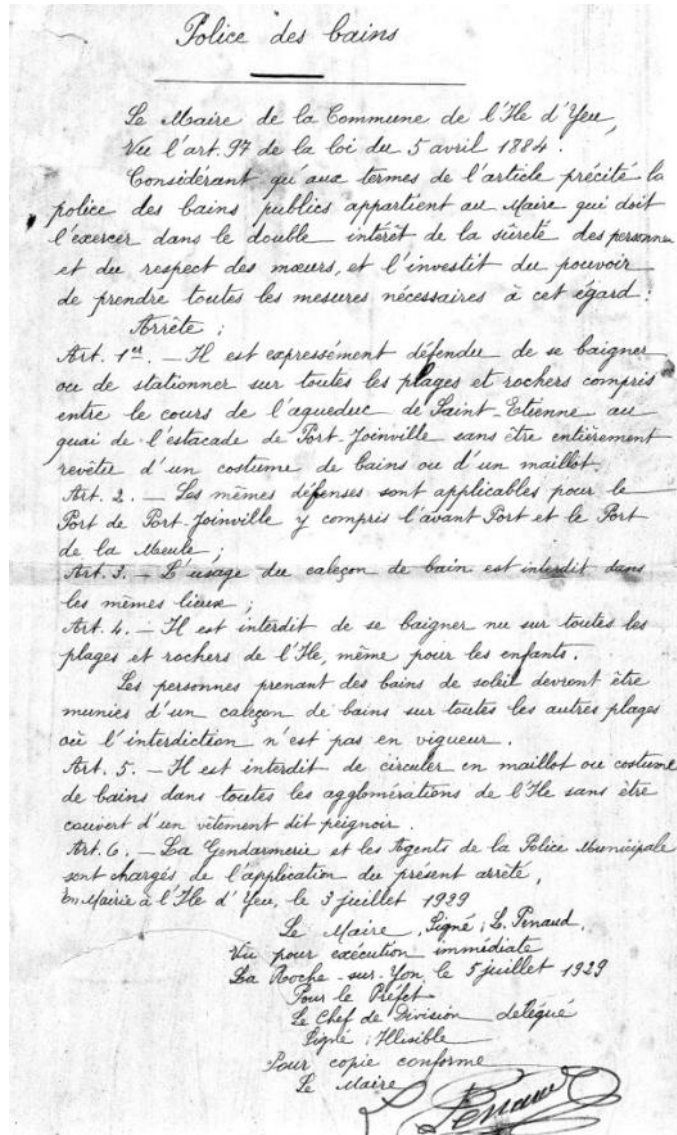 Police des bains
Le Maire de la Commune de l'Ile d'Yeu,
Vu l'art. 97 de la loi du 5 avril 1884.
Considérant qu'aux termes de l'article précité la
police des bains publics appartient au Maire qui doit
l'exercer dans le double intérêt de la sûreté des personnes
et du respect des mœurs, et l'investit du pouvoir
de prendre toutes les mesures nécessaires à cet égard :
Arrête :
Art. 1er. — Il est expressément défendu de se baigner
ou de stationner sur toutes les plages et rochers compris
entre le cours de l'aqueduc de Saint-Etienne au
quai de l'estacade de Port-Joinville sans être entièrement
revêtu d'un costume de bains ou d'un maillot.
Art. 2. — Les mêmes défenses sont applicables pour le
Port de Port-Joinville y compris l'avant Port et le Port
de la Meule ;
Art. 3. — L'usage du caleçon de bain est interdit dans
les mêmes lieux ;
Art. 4. — Il est interdit de se baigner nu sur toutes les
plages et rochers de l'Ile, même pour les enfants.
Les personnes prenant des bains de soleil devront être
munies d'un caleçon de bains sur toutes les autres plages
où l'interdiction n'est pas en vigueur.
Art. 5. — Il est interdit de circuler en maillot ou costume
de bains dans toutes les agglomérations de l'Ile sans être
couvert d'un vêtement dit peignoir.
Art. 6. — La Gendarmerie et les Agents de la Police Municipale
sont chargés de l'application du présent arrêté,
En Mairie à l'Ile d'Yeu, le 3 juillet 1929
Le Maire, Signé : L. Penaud.
Vu pour exécution immédiate
La Roche-sur-Yon le 5 juillet 1929
Pour le Préfet
Le Chef de Division délégué
Signé : Illisible
Pour copie conforme
Le Maire
Penaud